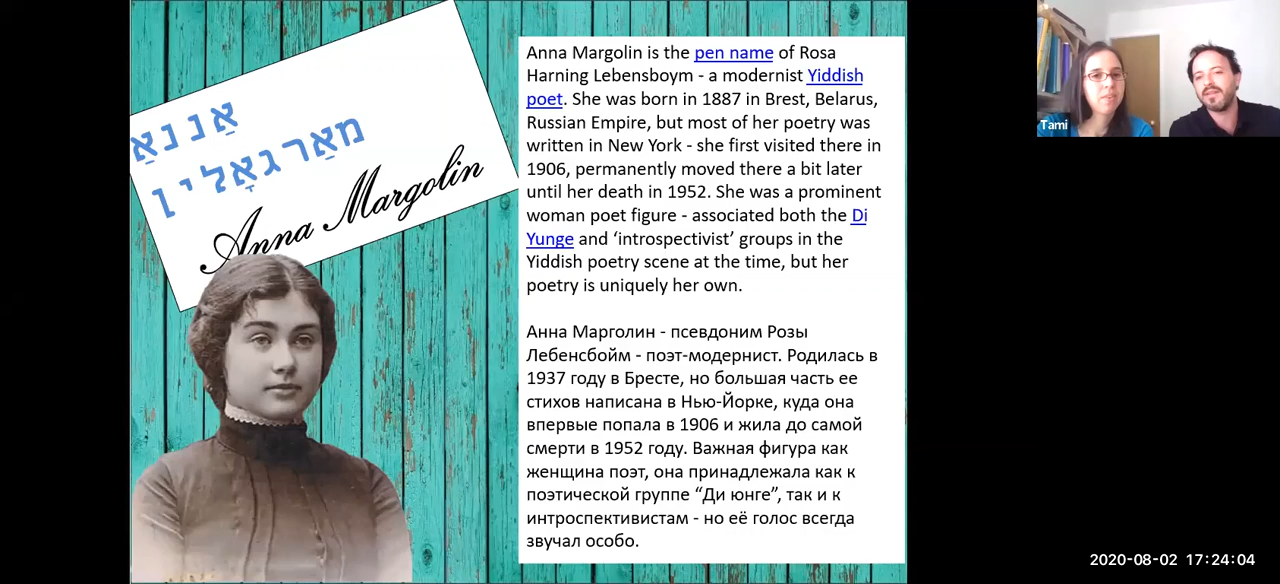 אַננאַ
מאַרגאָלין
Anna Margolin
Anna Margolin is the pen name of Rosa
Harning Lebensboym - a modernist Yiddish
poet. She was born in 1887 in Brest, Belarus,
Russian Empire, but most of her poetry was
written in New York - she first visited there in
1906, permanently moved there a bit later
until her death in 1952. She was a prominent
woman poet figure - associated both the Di
Yunge and ‘introspectivist’ groups in the
Yiddish poetry scene at the time, but her
poetry is uniquely her own.
Анна Марголин - псевдоним Розы
Лебенсбойм - поэт-модернист. Родилась в
1937 году в Бресте, но большая часть ее
стихов написана в Нью-Йорке, куда она
впервые попала в 1906 и жила до самой
смерти в 1952 году. Важная фигура как
женщина поэт, она принадлежала как к
поэтической группе “Ди юнге”, так и к
интроспективистам - но её голос всегда
звучал особо.
Tami
2020-08-02 17:24:04